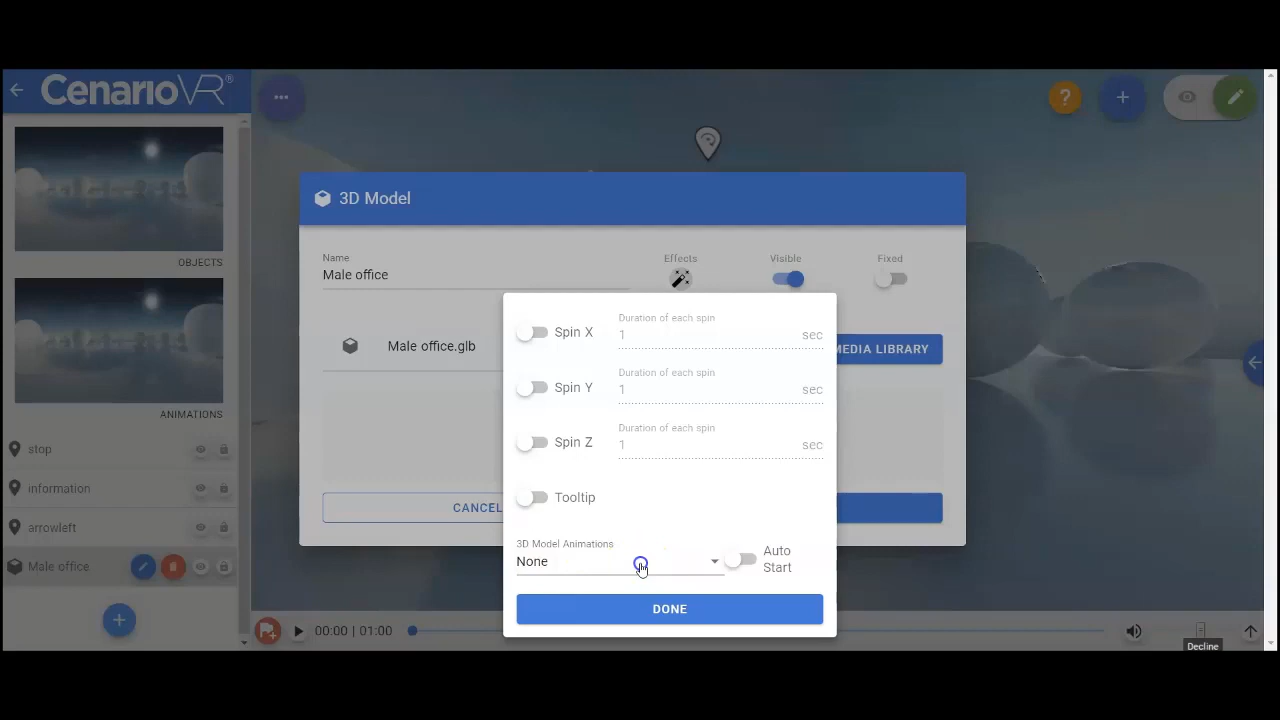 CenarioVR®
OBJECTS
ANIMATIONS
stop
information
arrowleft
Male office
3D Model
Name
Male office
Effects
Visible
Fixed
Male office.glb
MEDIA LIBRARY
CANCEL
Spin X
Duration of each spin
1
sec
Spin Y
Duration of each spin
1
sec
Spin Z
Duration of each spin
1
sec
Tooltip
3D Model Animations
None
Auto
Start
DONE
00:00 | 01:00
Decline